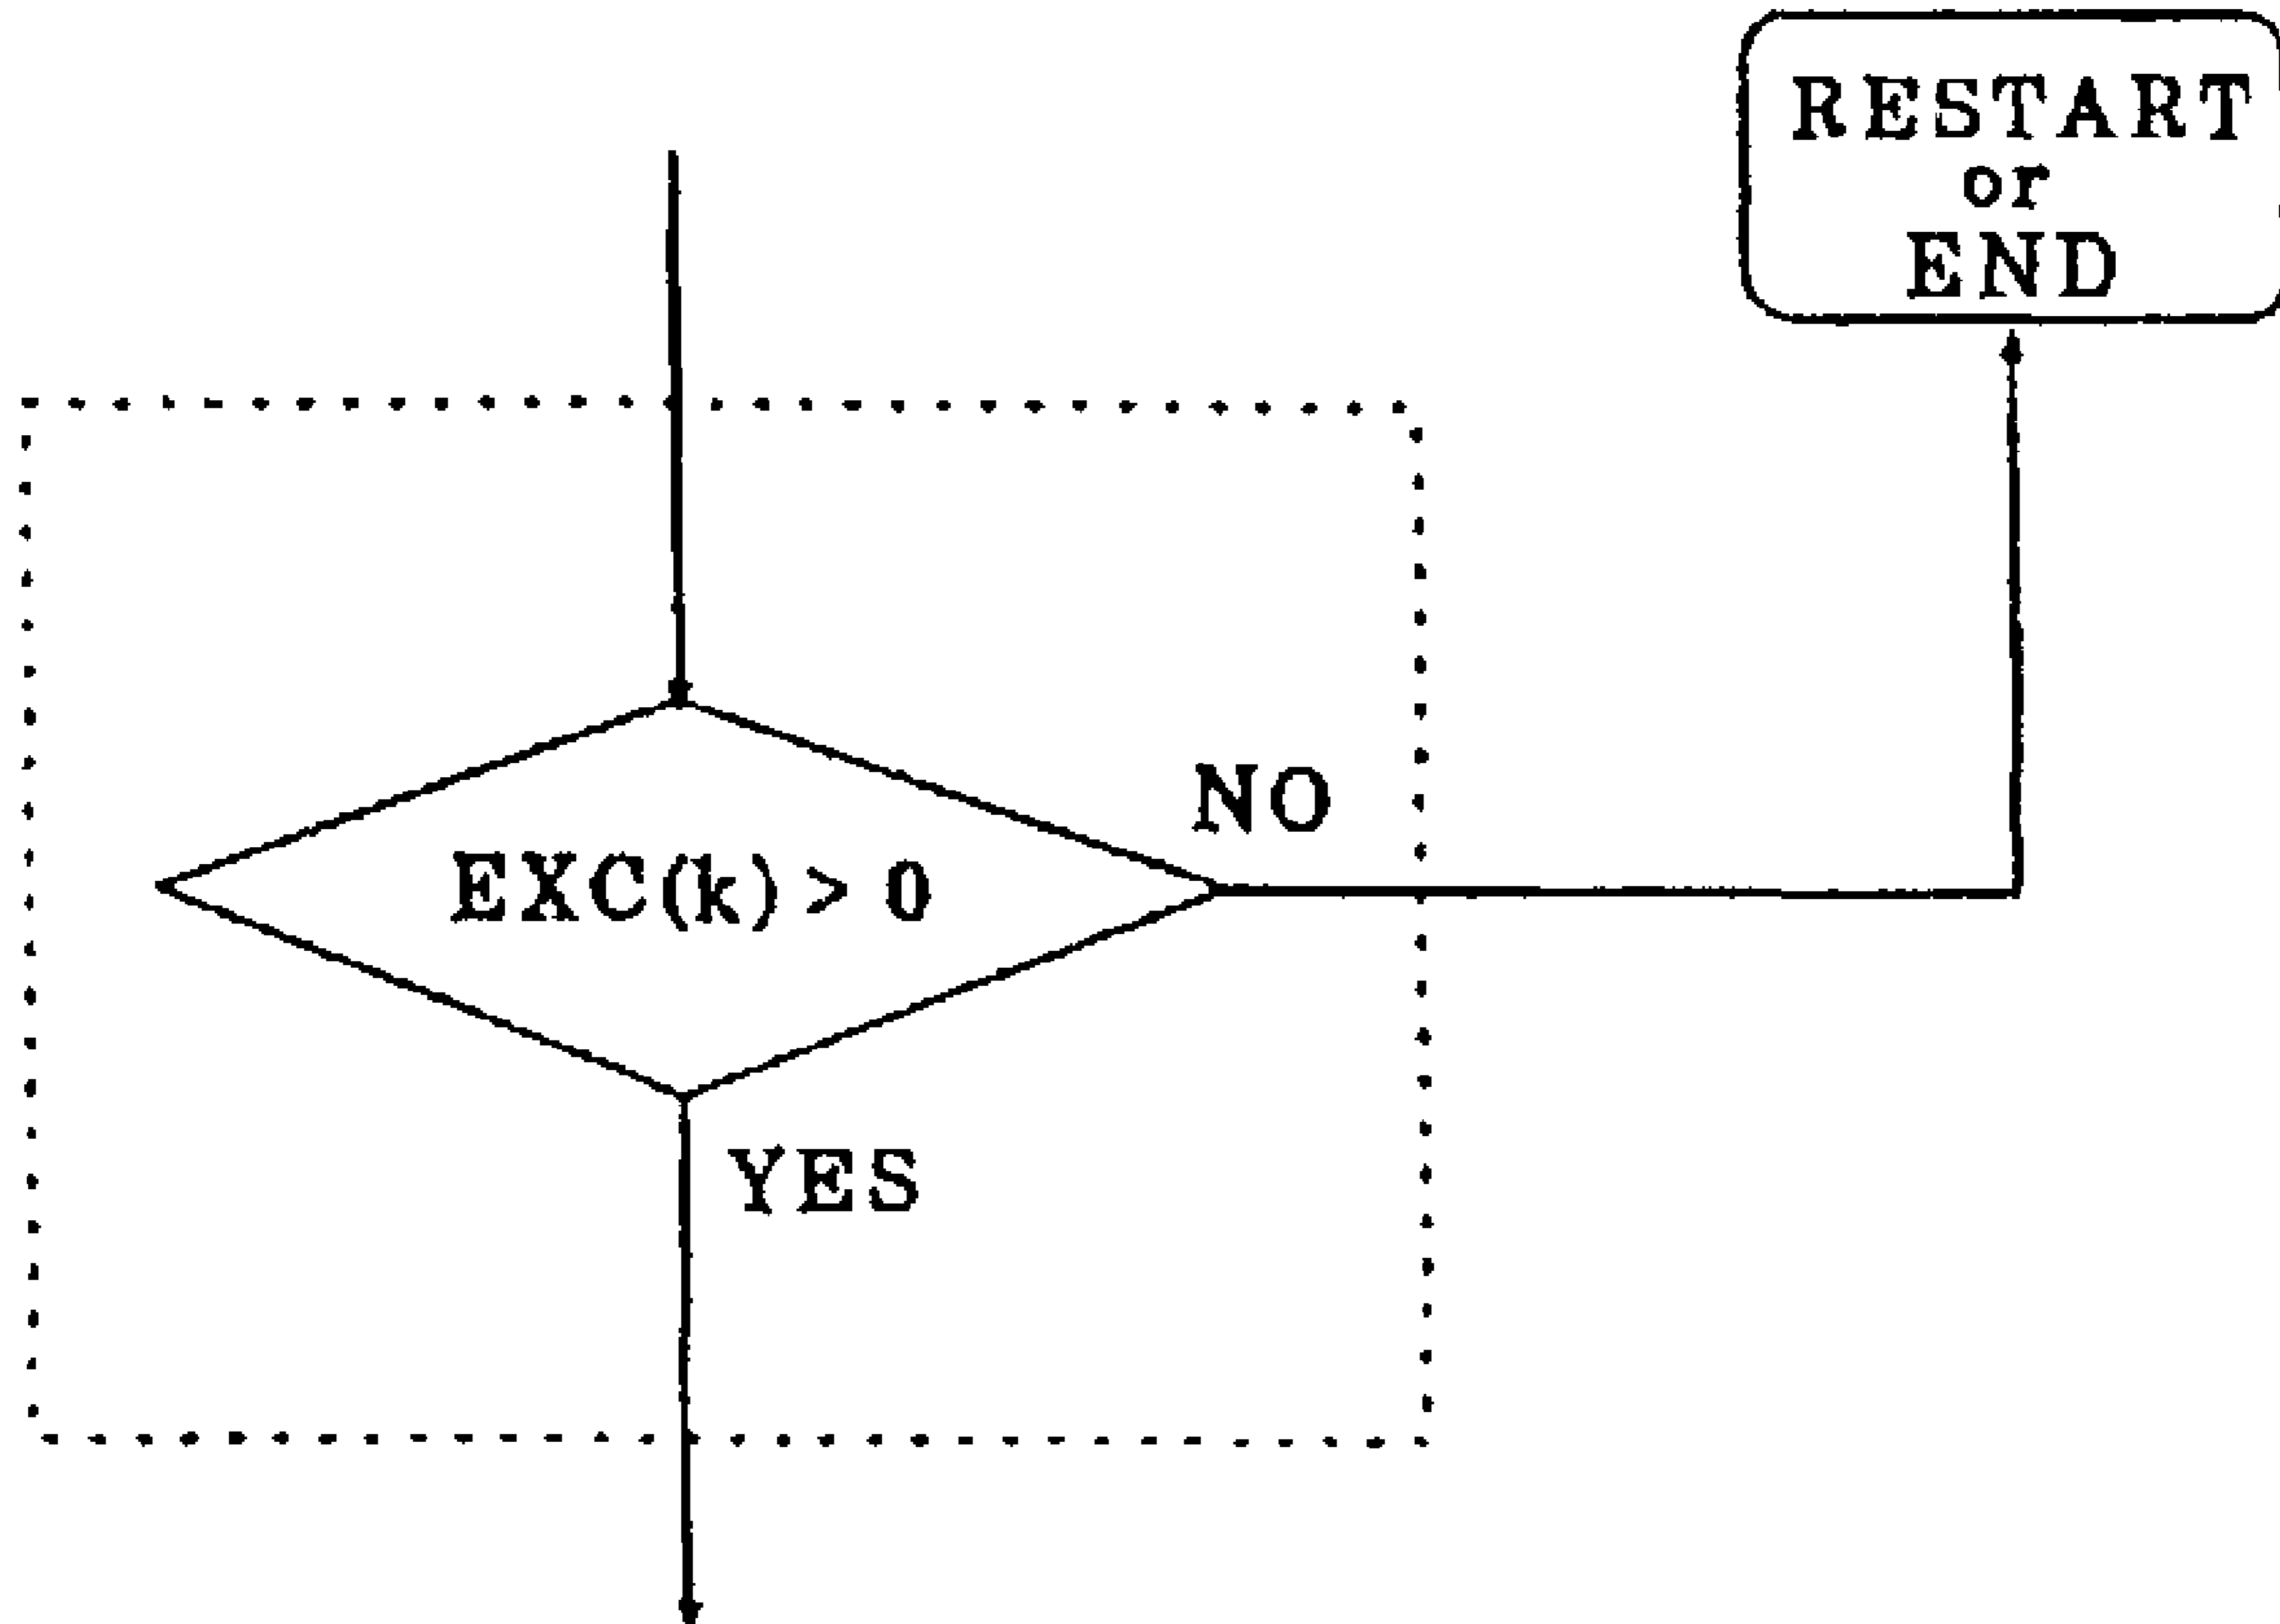 RESTART
or
END
NO
EXC(k) > 0
YES